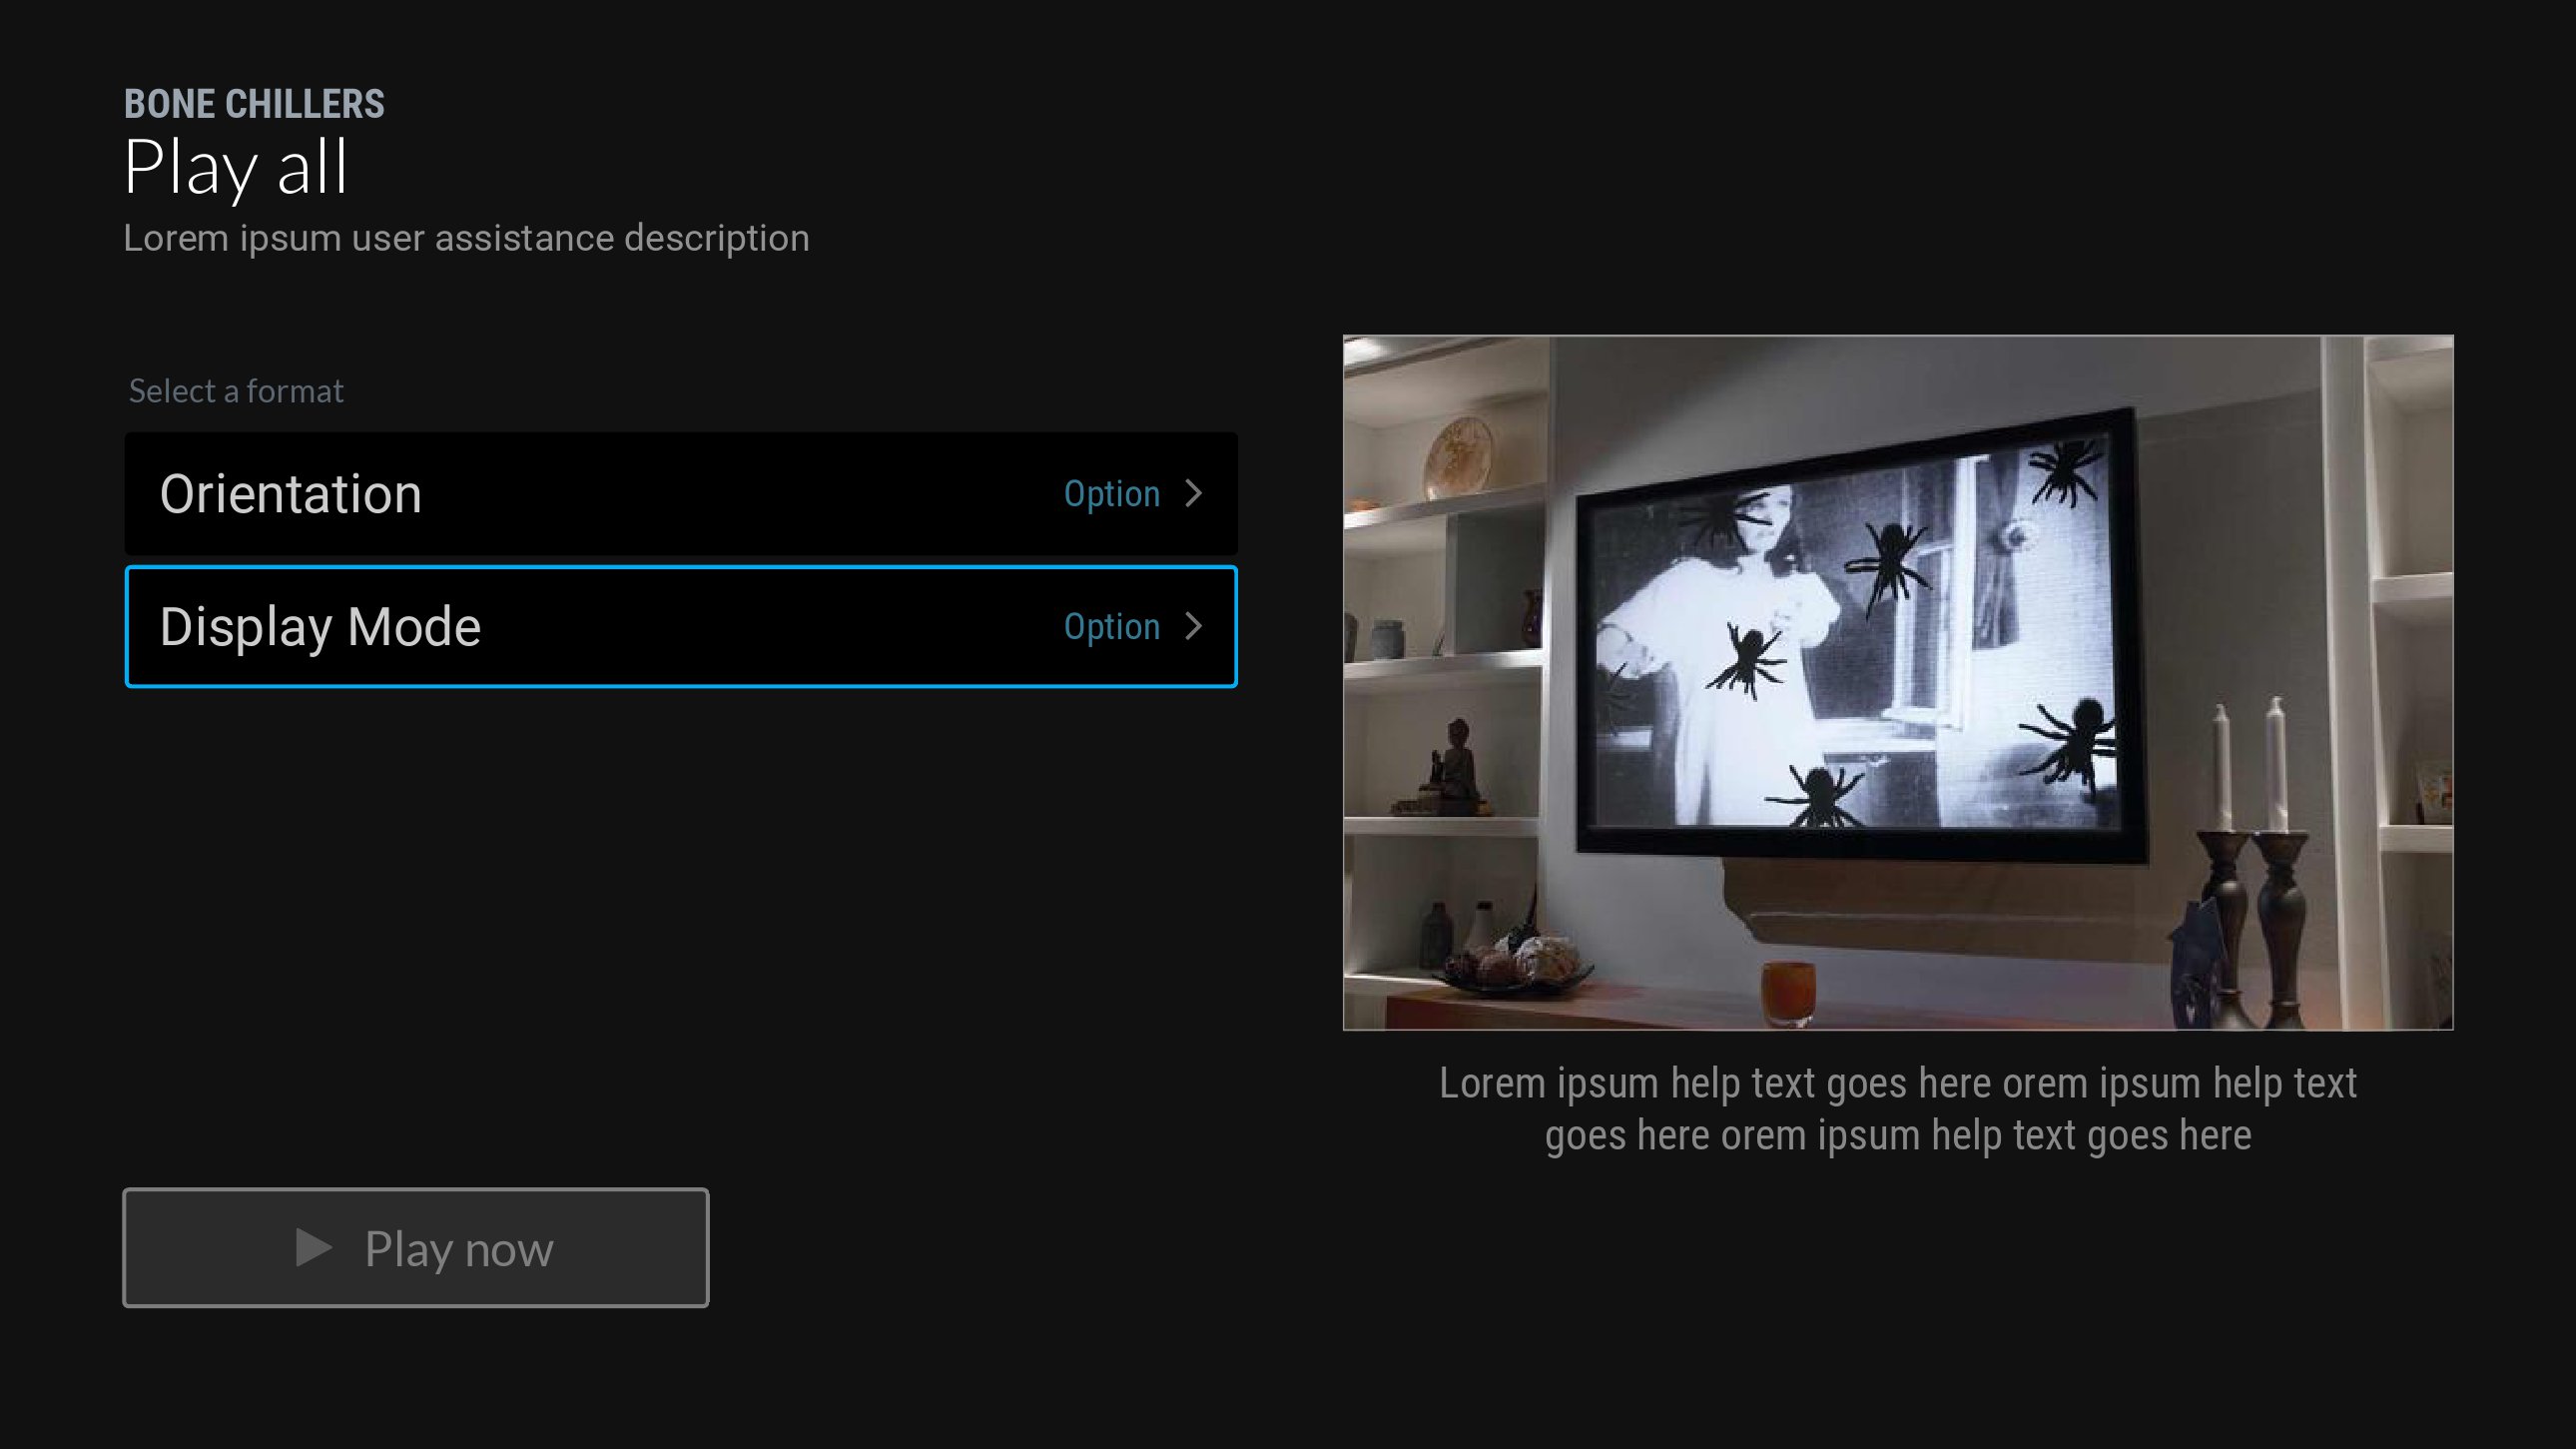 BONE CHILLERS
Play all
Lorem ipsum user assistance description
Select a format
Orientation Option
Display Mode Option
Lorem ipsum help text goes here orem ipsum help text
goes here orem ipsum help text goes here
Play now